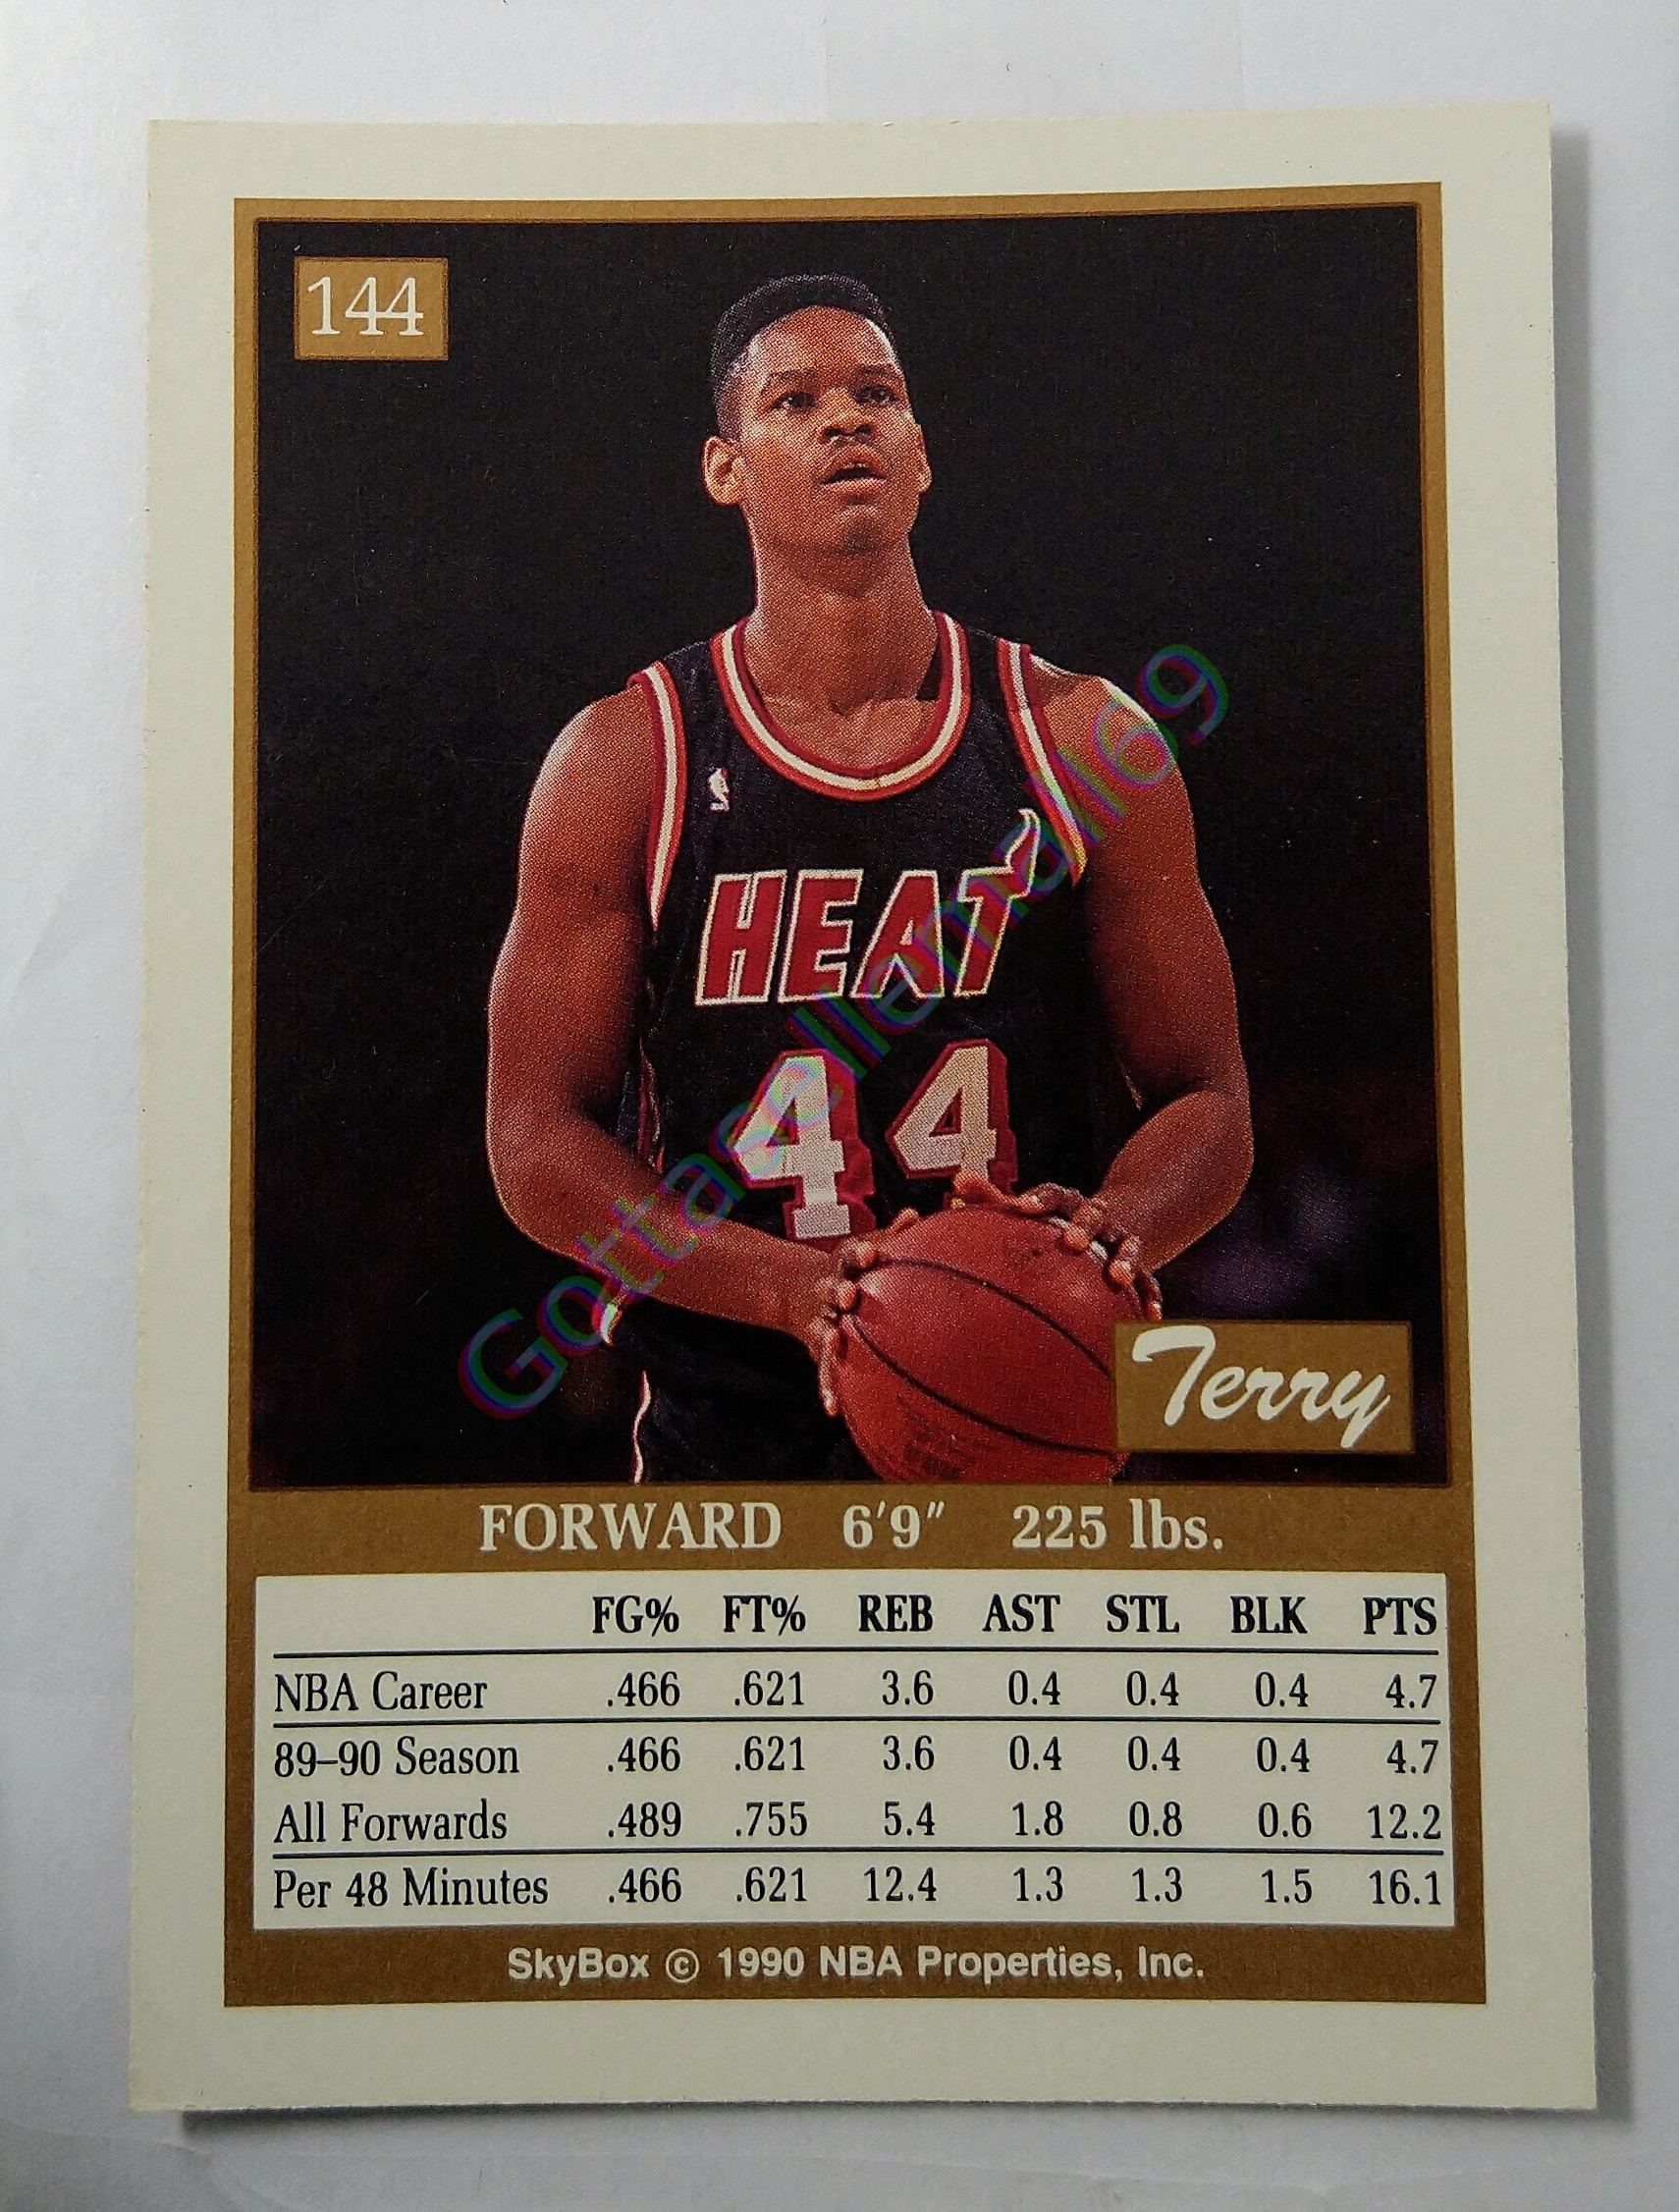 144
HEAT
44
Gottasellemall69
Terry
FORWARD 6'9" 225 lbs.
FG% FT% REB AST STL BLK PTS
NBA Career .466 .621 3.6 0.4 0.4 0.4 4.7
89–90 Season .466 .621 3.6 0.4 0.4 0.4 4.7
All Forwards .489 .755 5.4 1.8 0.8 0.6 12.2
Per 48 Minutes .466 .621 12.4 1.3 1.3 1.5 16.1
SkyBox © 1990 NBA Properties, Inc.